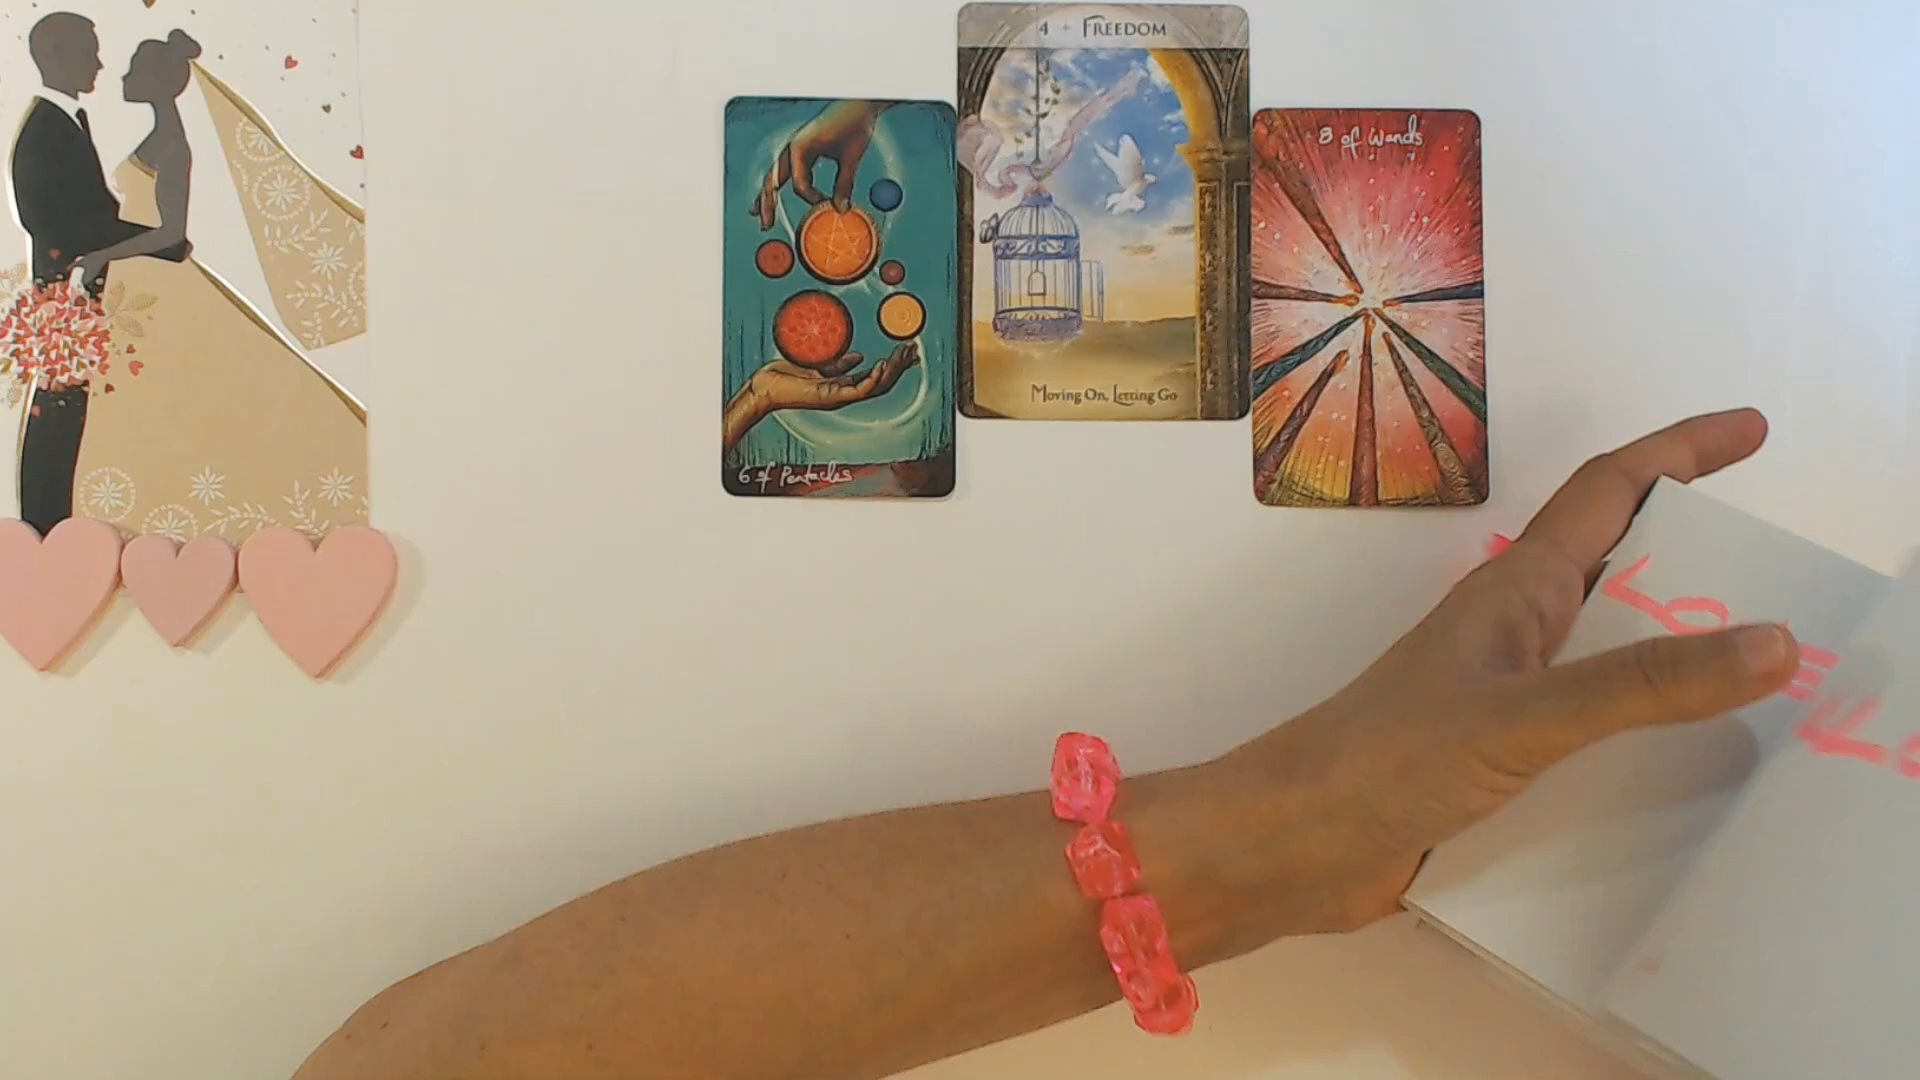 4 + FREEDOM
Moving On, Letting Go
8 of Wands
6 of Pentacles